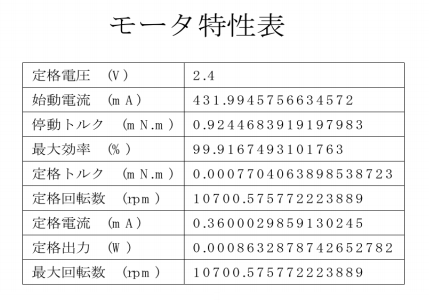 モータ特性表
定格電圧 (V) 2.4
始動電流 (mA) 431.9945756634572
停動トルク (mN.m) 0.9244683919197983
最大効率 (%) 99.9167493101763
定格トルク (mN.m) 0.0007704063898538723
定格回転数 (rpm) 10700.575772223889
定格電流 (mA) 0.3600029859130245
定格出力 (W) 0.0008632878742652782
最大回転数 (rpm) 10700.575772223889